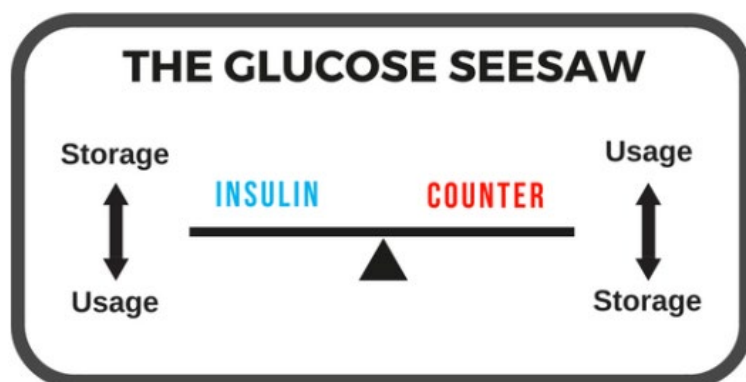 THE GLUCOSE SEESAW
Storage
Usage
INSULIN
COUNTER
Usage
Storage